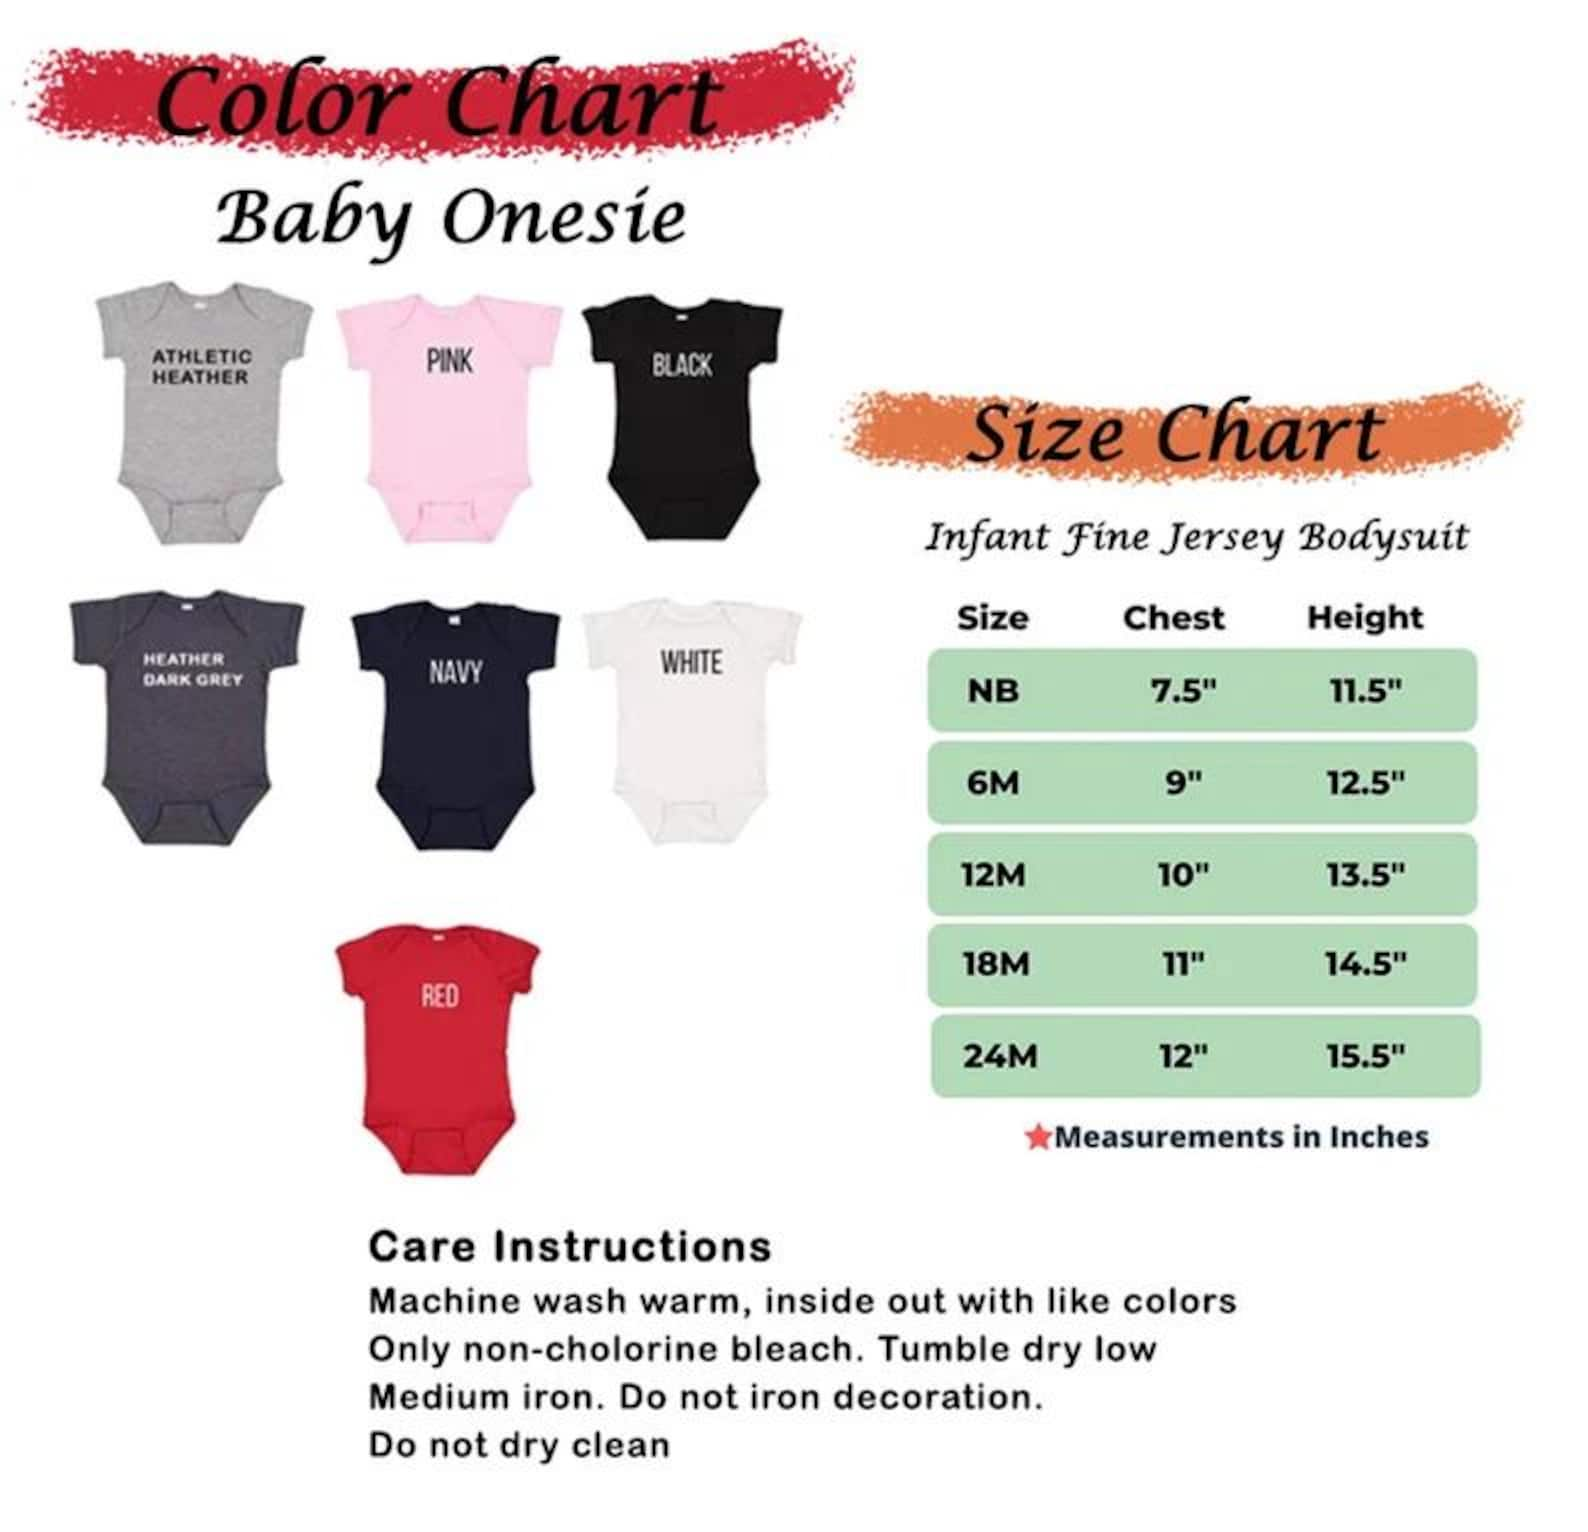 Color Chart
Baby Onesie
ATHLETIC
HEATHER
PINK
BLACK
HEATHER
DARK GREY
NAVY
WHITE
RED
Size Chart
Infant Fine Jersey Bodysuit
Size Chest Height
NB 7.5" 11.5"
6M 9" 12.5"
12M 10" 13.5"
18M 11" 14.5"
24M 12" 15.5"
Measurements in Inches
Care Instructions
Machine wash warm, inside out with like colors
Only non-cholorine bleach. Tumble dry low
Medium iron. Do not iron decoration.
Do not dry clean